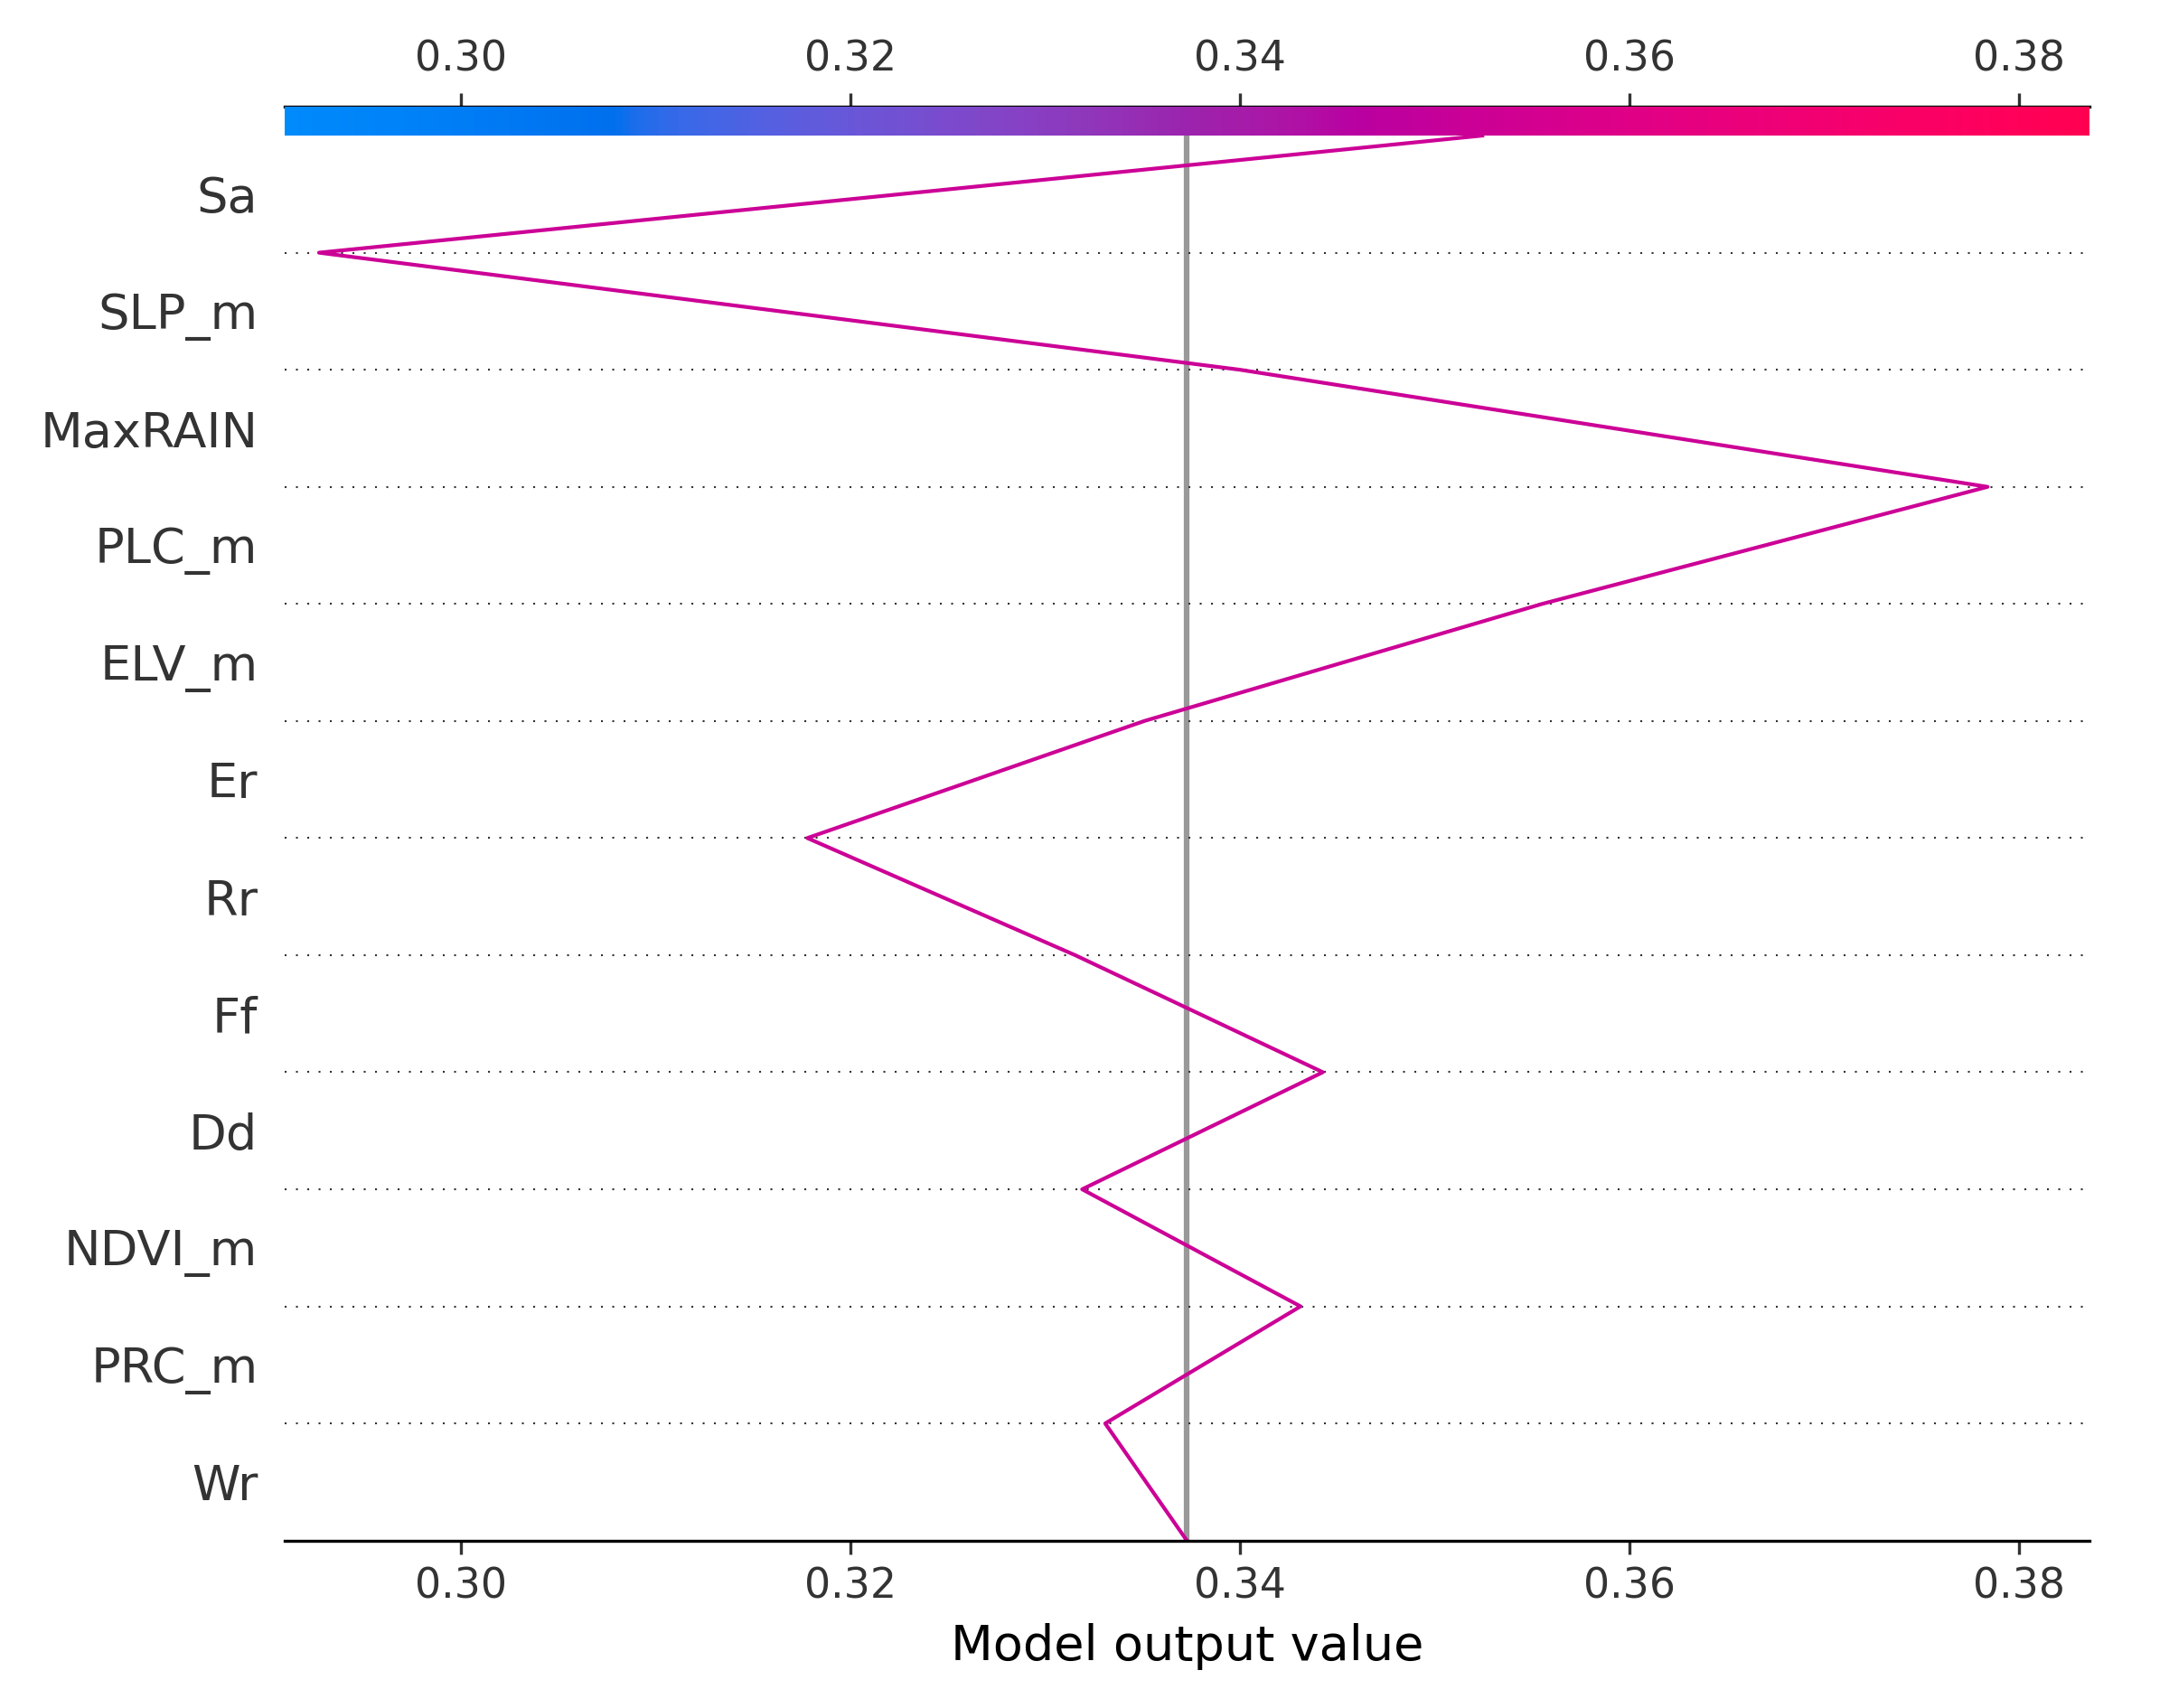 0.30 0.32 0.34 0.36 0.38
Sa
SLP_m
MaxRAIN
PLC_m
ELV_m
Er
Rr
Ff
Dd
NDVI_m
PRC_m
Wr
0.30 0.32 0.34 0.36 0.38
Model output value